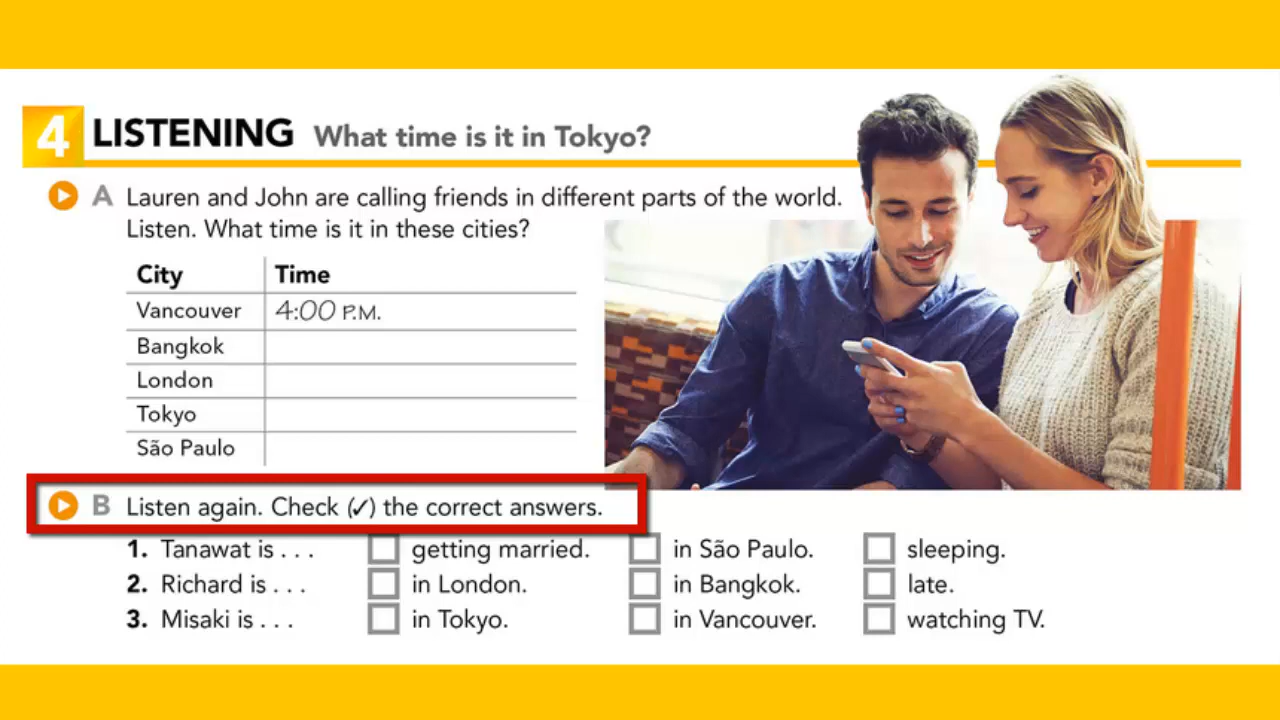 4 LISTENING What time is it in Tokyo?
A Lauren and John are calling friends in different parts of the world.
Listen. What time is it in these cities?
City Time
Vancouver 4:00 P.M.
Bangkok
London
Tokyo
São Paulo
B Listen again. Check (✓) the correct answers.
1. Tanawat is . . . getting married. in São Paulo. sleeping.
2. Richard is . . . in London. in Bangkok. late.
3. Misaki is . . . in Tokyo. in Vancouver. watching TV.